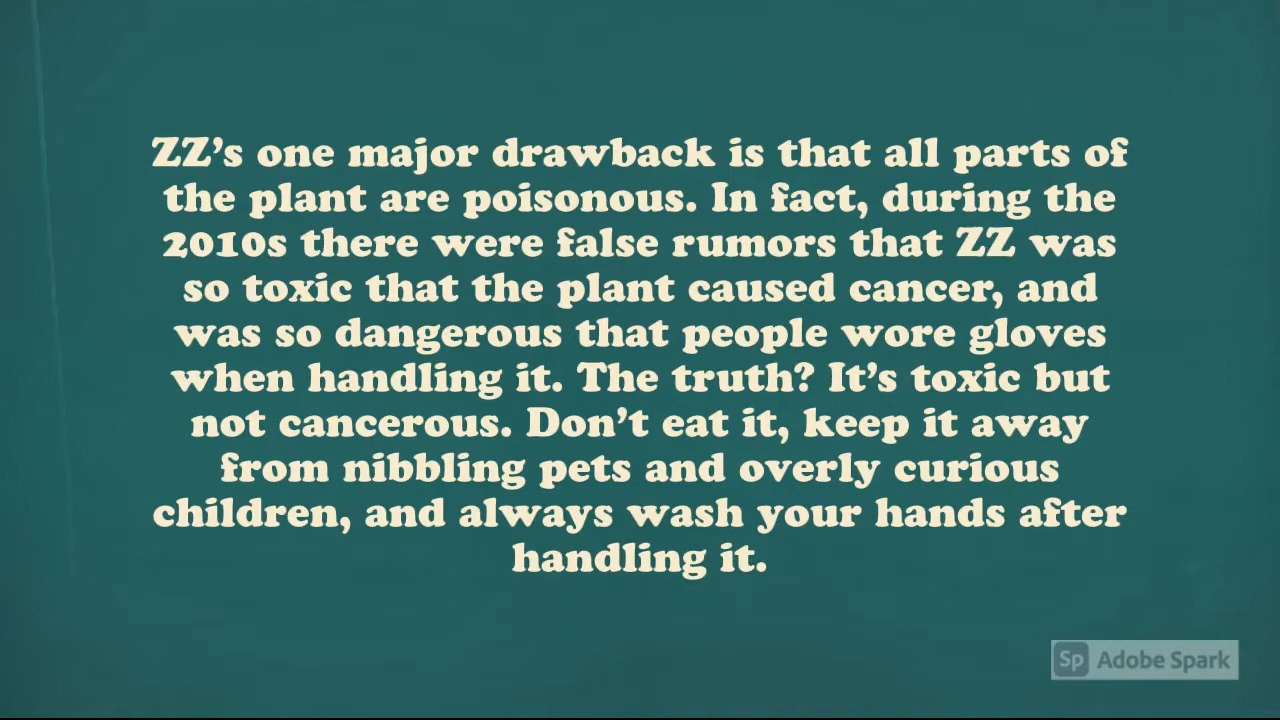 ZZ’s one major drawback is that all parts of
the plant are poisonous. In fact, during the
2010s there were false rumors that ZZ was
so toxic that the plant caused cancer, and
was so dangerous that people wore gloves
when handling it. The truth? It’s toxic but
not cancerous. Don’t eat it, keep it away
from nibbling pets and overly curious
children, and always wash your hands after
handling it.
Sp Adobe Spark